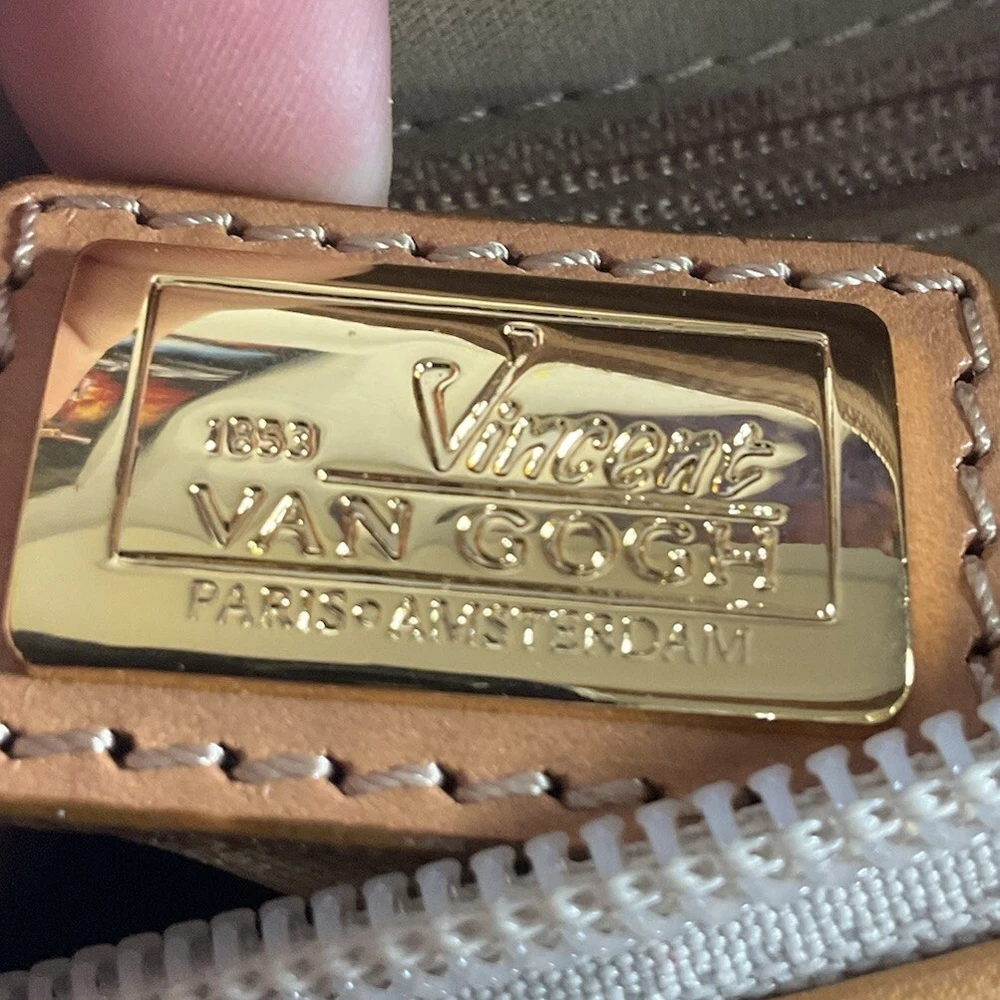 Vincent
1853
VAN GOGH
PARIS • AMSTERDAM